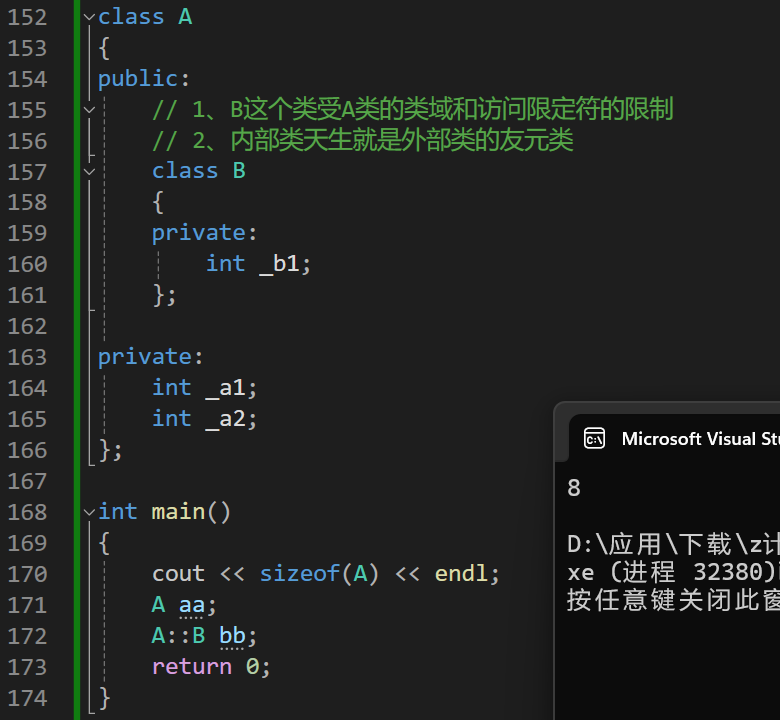 152 class A
153 {
154 public:
155     // 1、B这个类受A类的类域和访问限定符的限制
156     // 2、内部类天生就是外部类的友元类
157     class B
158     {
159     private:
160         int _b1;
161     };
162
163 private:
164     int _a1;
165     int _a2;
166 };
167
168 int main()
169 {
170     cout << sizeof(A) << endl;
171     A aa;
172     A::B bb;
173     return 0;
174 }
Microsoft Visual Stu
8
D:\应用\下载\z计
xe (进程 32380)
按任意键关闭此窗